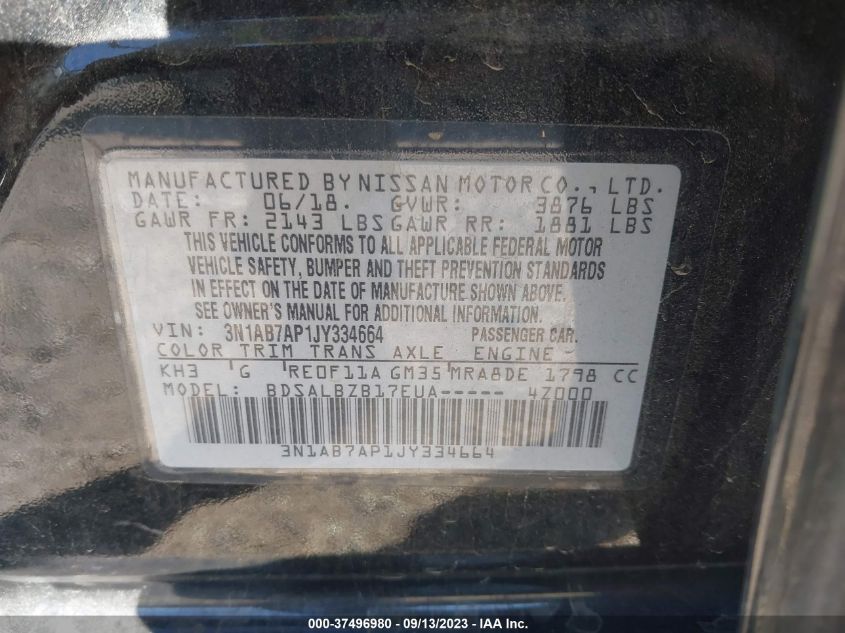 MANUFACTURED BY NISSAN MOTOR CO., LTD.
DATE: 06/18. GVWR: 3876 LBS
GAWR FR: 2143 LBS GAWR RR: 1881 LBS
THIS VEHICLE CONFORMS TO ALL APPLICABLE FEDERAL MOTOR
VEHICLE SAFETY, BUMPER AND THEFT PREVENTION STANDARDS
IN EFFECT ON THE DATE OF MANUFACTURE SHOWN ABOVE.
SEE OWNER'S MANUAL FOR ADDITIONAL INFORMATION.
VIN: 3N1AB7AP1JY334664 PASSENGER CAR.
COLOR TRIM TRANS AXLE ENGINE
KH3 G RE0F11A GM35 MRA8DE 1798 CC
MODEL: BDSALBZB17EUA----- 4Z000
3N1AB7AP1JY334664
000-37496980 - 09/13/2023 - Copyright: © 2023 IAA, Inc.